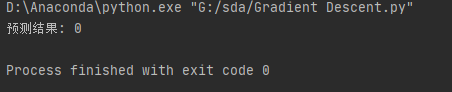 D:\Anaconda\python.exe "G:/sda/Gradient Descent.py"
预测结果: 0
Process finished with exit code 0